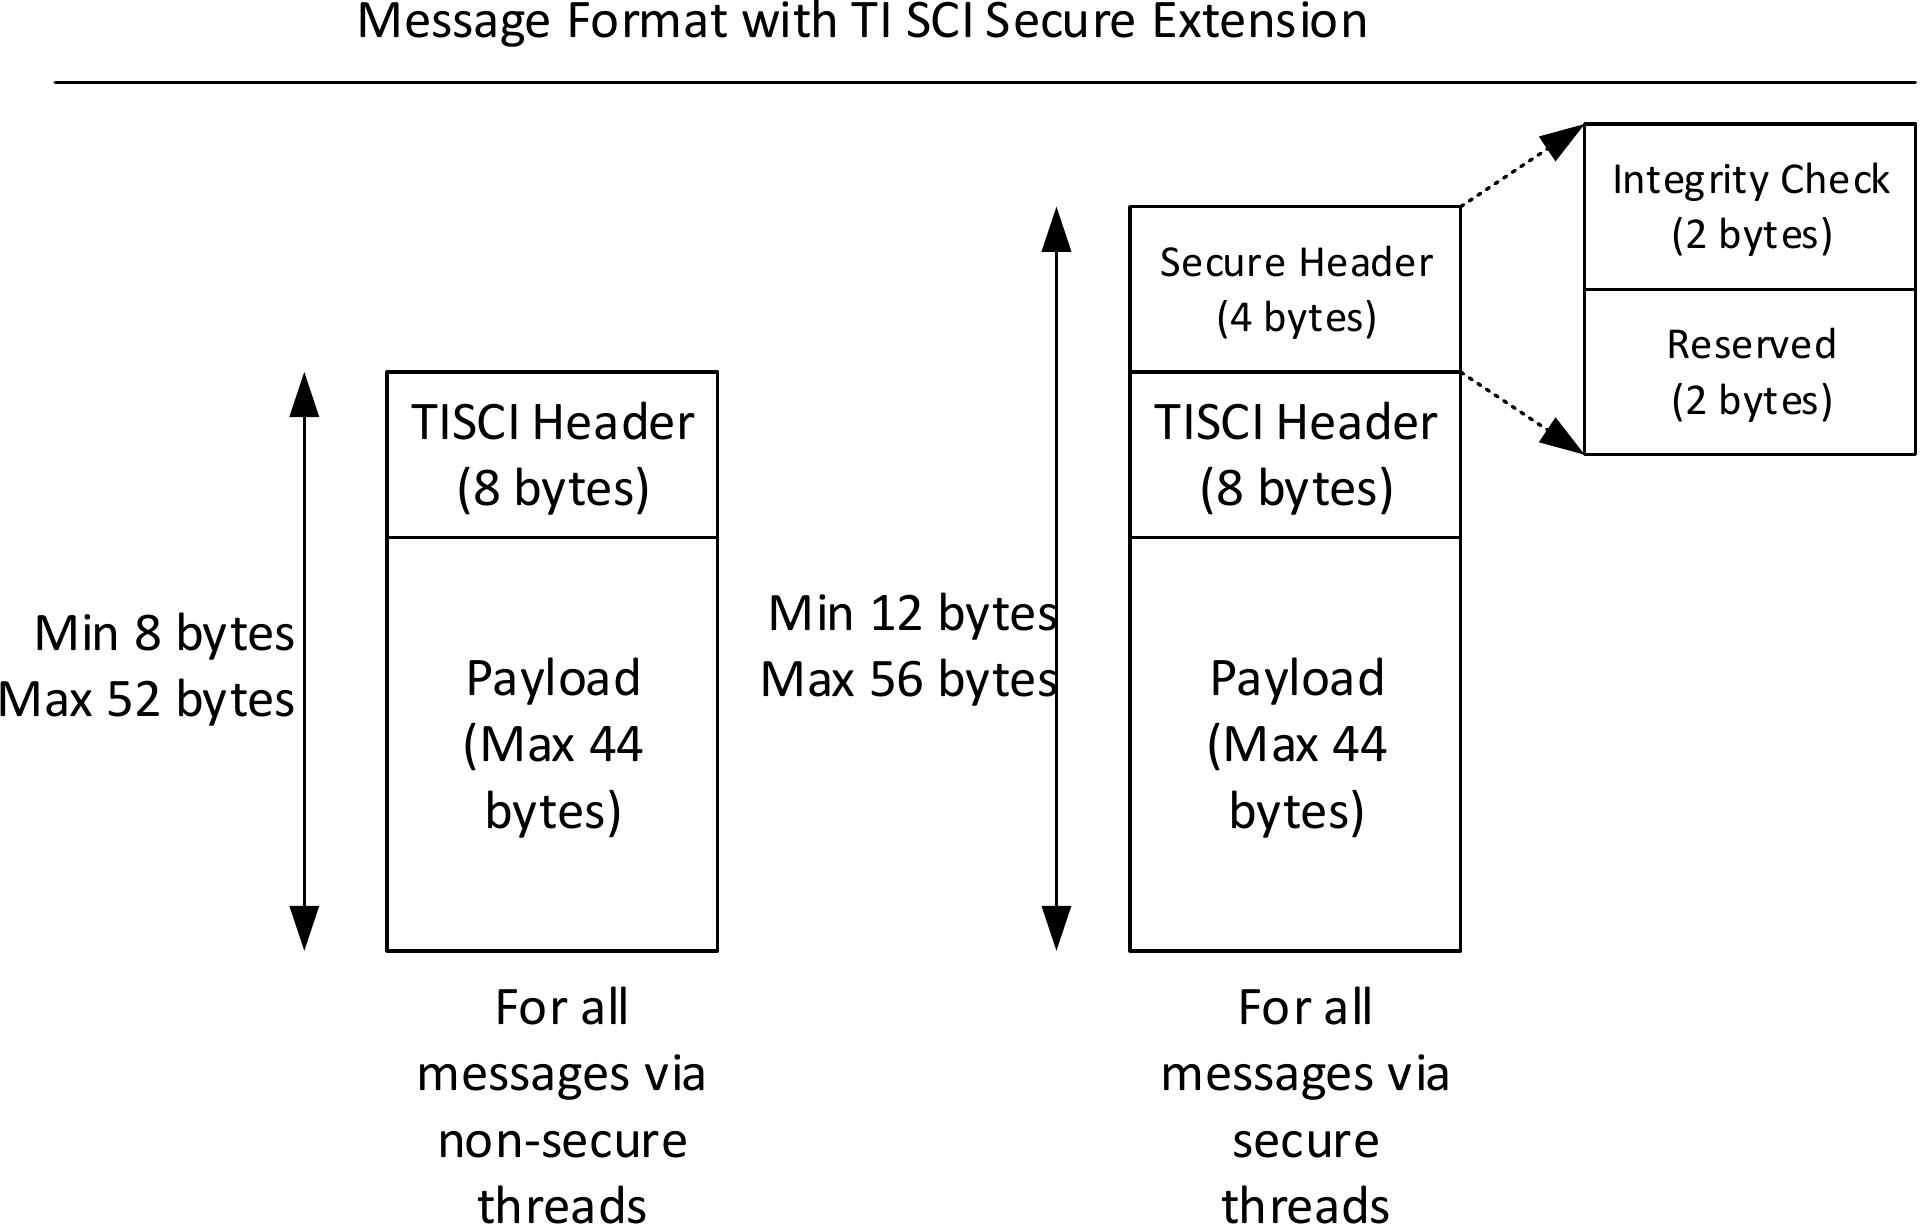 Message Format with TI SCI Secure Extension
Min 8 bytes
Max 52 bytes
TISCI Header
(8 bytes)
Payload
(Max 44
bytes)
For all
messages via
non-secure
threads
Min 12 bytes
Max 56 bytes
Secure Header
(4 bytes)
TISCI Header
(8 bytes)
Payload
(Max 44
bytes)
For all
messages via
secure
threads
Integrity Check
(2 bytes)
Reserved
(2 bytes)